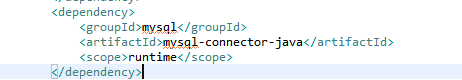 </dependency>
<dependency>
<groupId>mysql</groupId>
<artifactId>mysql-connector-java</artifactId>
<scope>runtime</scope>
</dependency>